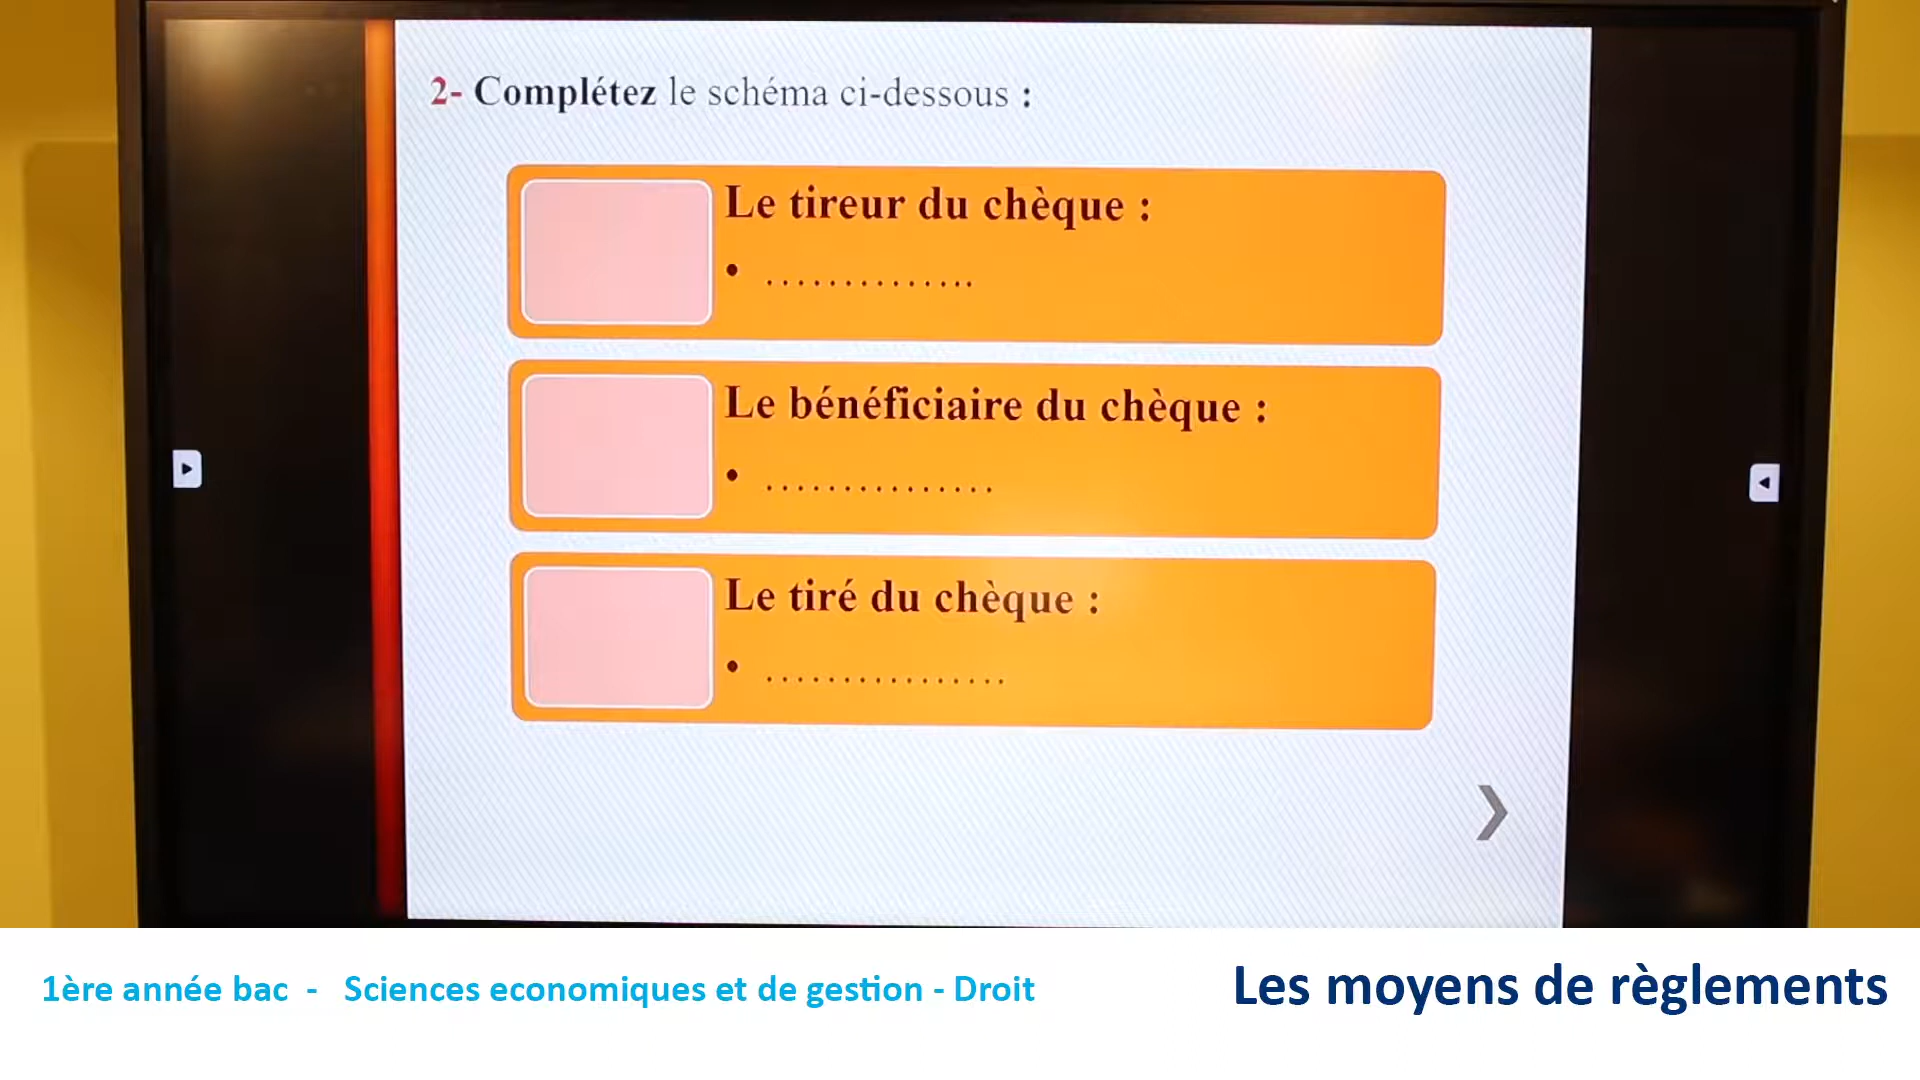 2- Complétez le schéma ci-dessous :
Le tireur du chèque :
• ..............
Le bénéficiaire du chèque :
• ...............
Le tiré du chèque :
• ................
1ère année bac - Sciences economiques et de gestion - Droit
Les moyens de règlements